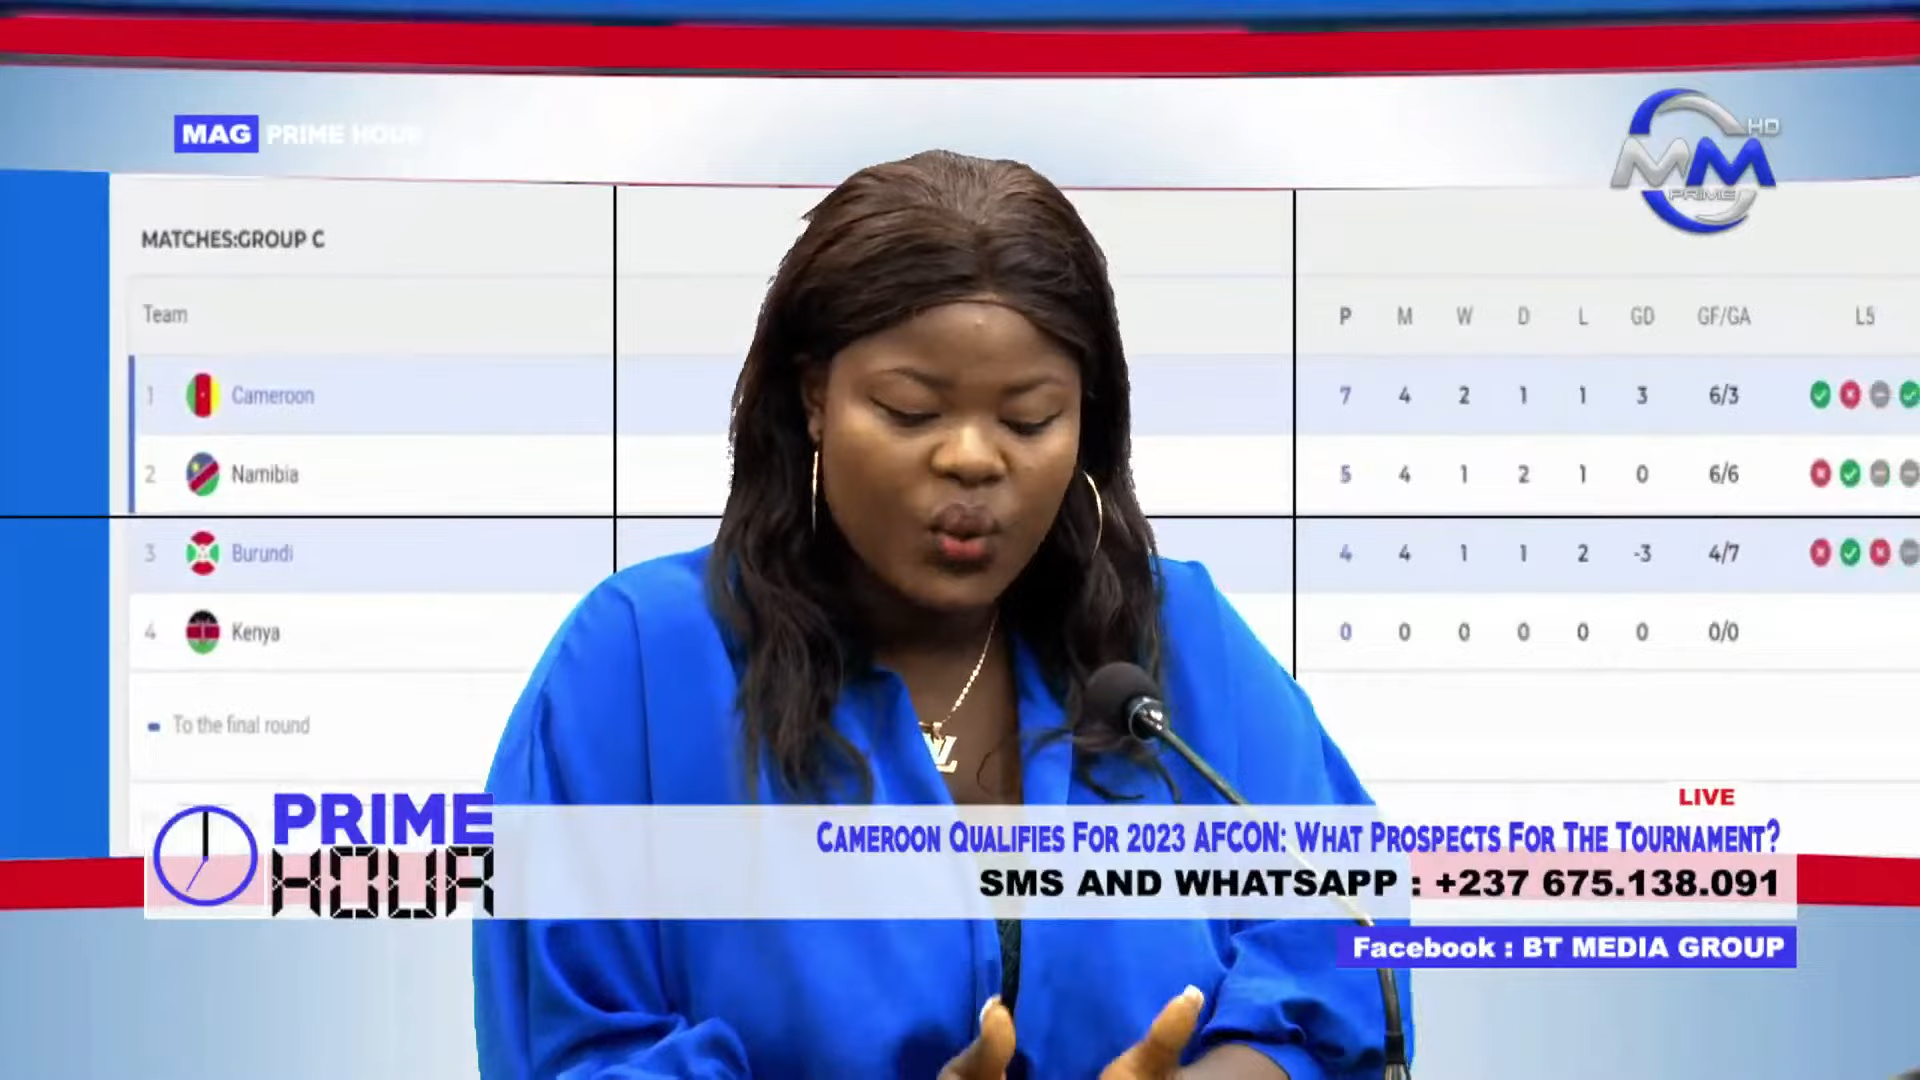 MAG PRIME HOUR
HD
MM
PRIME
MATCHES:GROUP C
Team P M W D L GD GF/GA L5
1 Cameroon 7 4 2 1 1 3 6/3
2 Namibia 5 4 1 2 1 0 6/6
3 Burundi 4 4 1 1 2 -3 4/7
4 Kenya 0 0 0 0 0 0 0/0
To the final round
LIVE
PRIME
HOUR
CAMEROON QUALIFIES FOR 2023 AFCON: WHAT PROSPECTS FOR THE TOURNAMENT?
SMS AND WHATSAPP : +237 675.138.091
Facebook : BT MEDIA GROUP